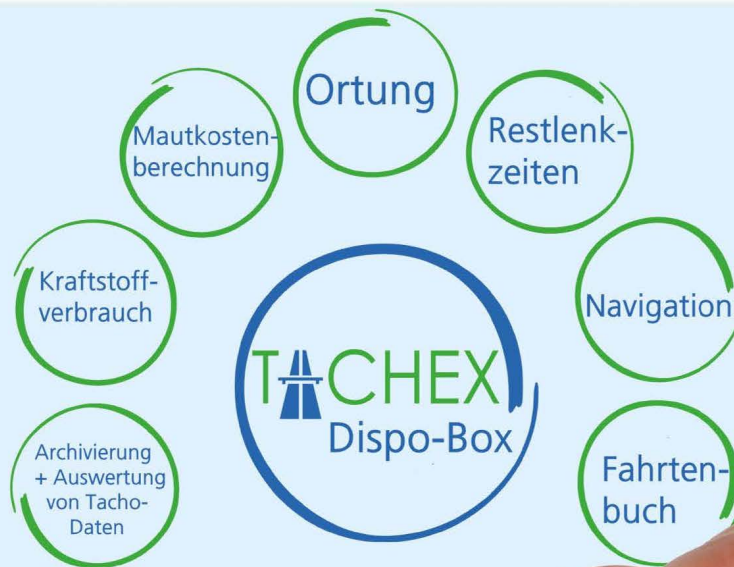 Ortung
Mautkosten-
berechnung
Restlenk-
zeiten
Kraftstoff-
verbrauch
Navigation
TACHEX
Dispo-Box
Archivierung
+ Auswertung
von Tacho-
Daten
Fahrten-
buch